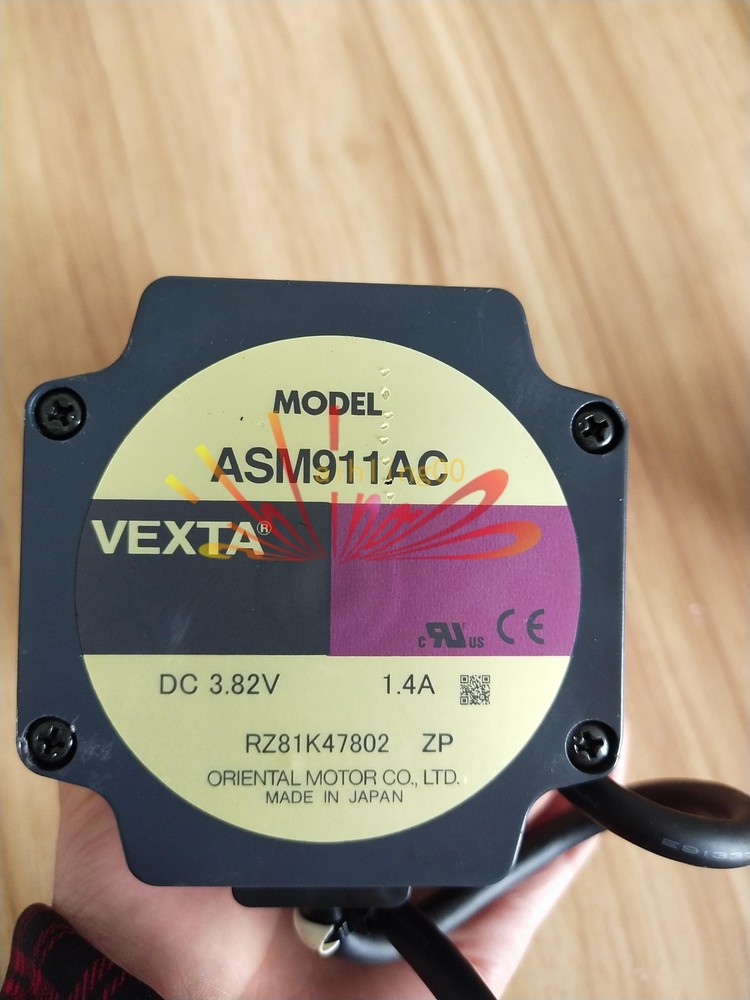 MODEL
ASM911AC
VEXTA®
c RU US CE
DC 3.82V 1.4A
RZ81K47802 ZP
ORIENTAL MOTOR CO., LTD.
MADE IN JAPAN